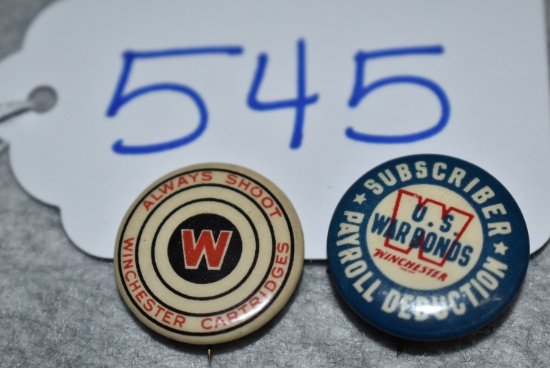 545
ALWAYS SHOOT
W
WINCHESTER CARTRIDGES
SUBSCRIBER
W
U.S.
WAR BONDS
WINCHESTER
PAYROLL DEDUCTION